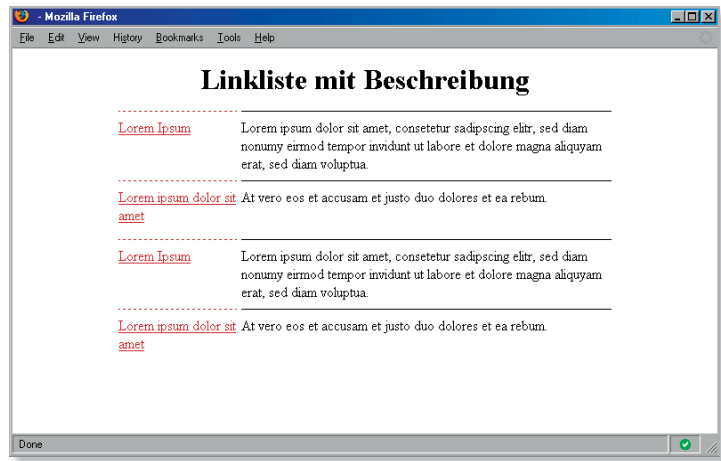 - Mozilla Firefox
File Edit View History Bookmarks Tools Help
Linkliste mit Beschreibung
Lorem Ipsum
Lorem ipsum dolor sit amet, consetetur sadipscing elitr, sed diam
nonumy eirmod tempor invidunt ut labore et dolore magna aliquyam
erat, sed diam voluptua.
Lorem ipsum dolor sit
amet
At vero eos et accusam et justo duo dolores et ea rebum.
Lorem Ipsum
Lorem ipsum dolor sit amet, consetetur sadipscing elitr, sed diam
nonumy eirmod tempor invidunt ut labore et dolore magna aliquyam
erat, sed diam voluptua.
Lorem ipsum dolor sit
amet
At vero eos et accusam et justo duo dolores et ea rebum.
Done